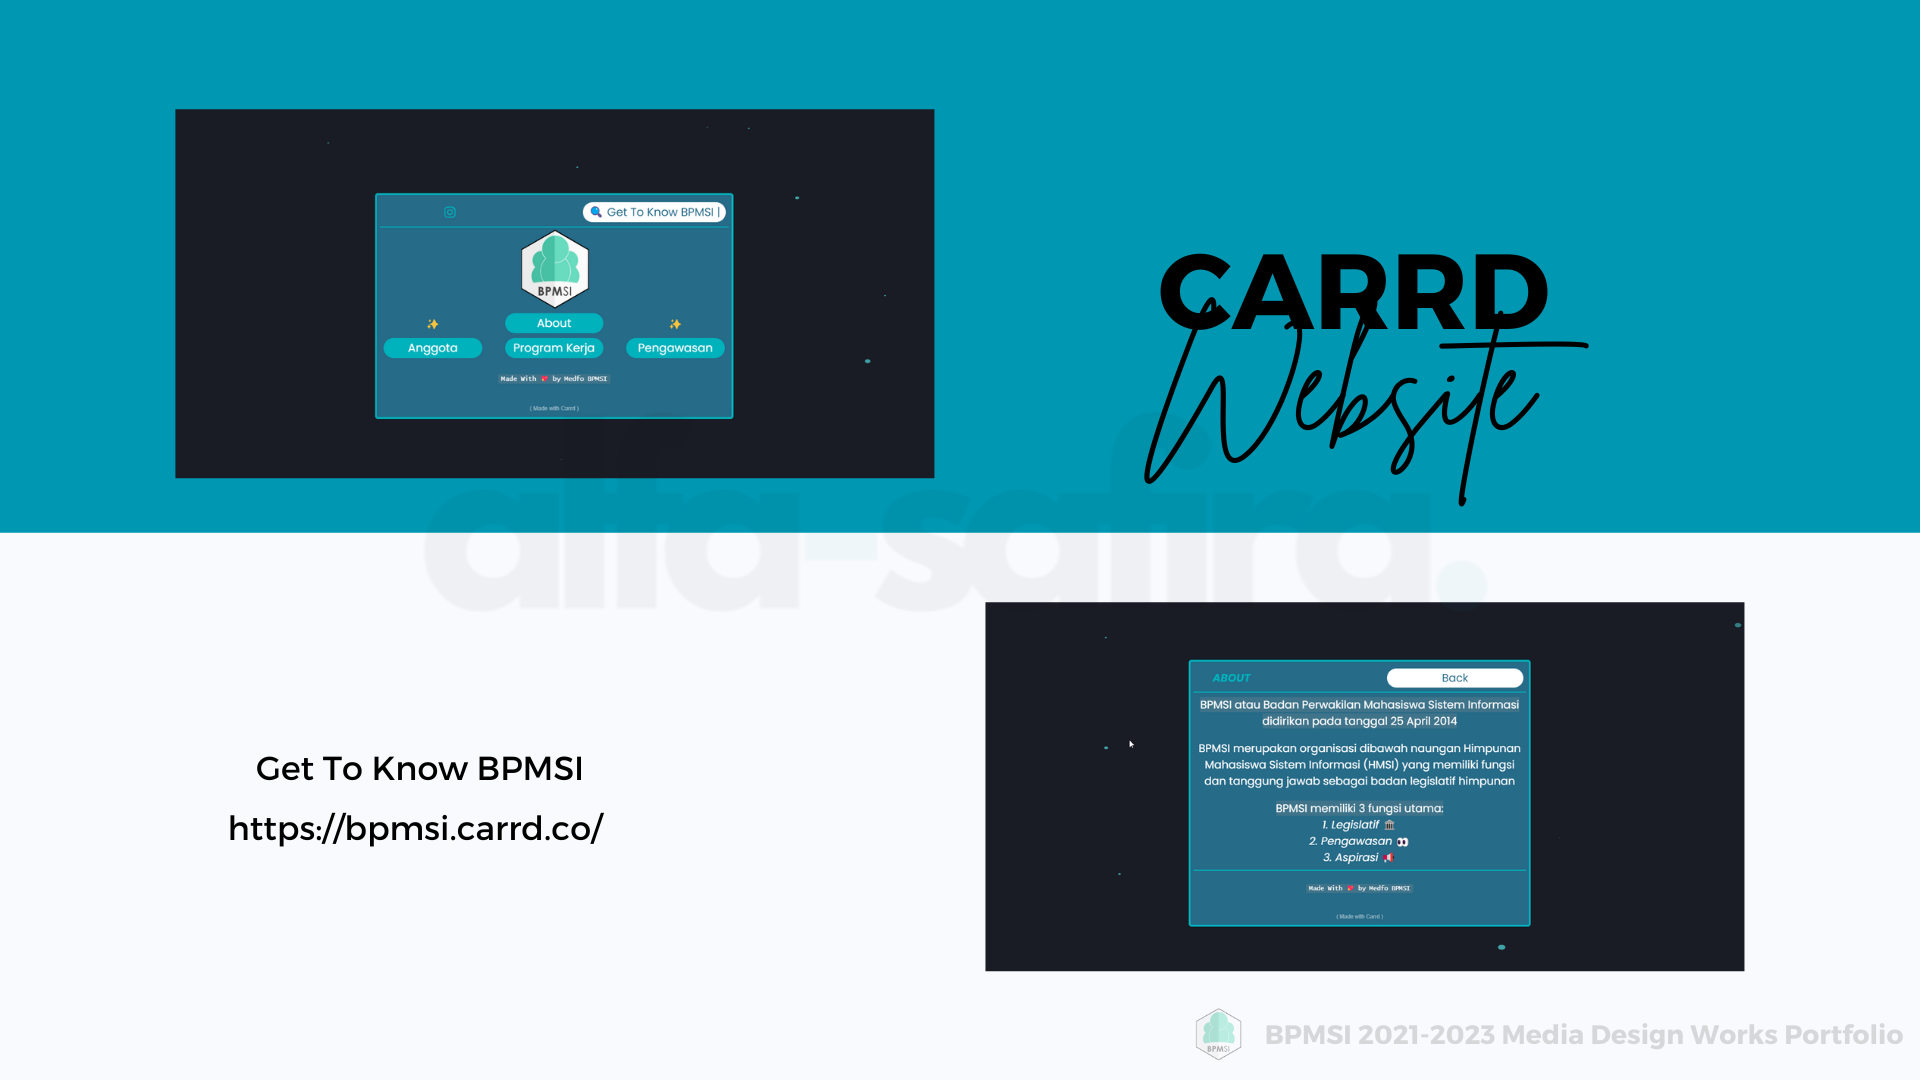 🔍 Get To Know BPMSI |
BPMSI
✨ About ✨
Anggota Program Kerja Pengawasan
Made With 💖 by Medfo BPMSI
( Made with Carrd )
CARRD
Website
alfa-safira.
Get To Know BPMSI
https://bpmsi.carrd.co/
ABOUT Back
BPMSI atau Badan Perwakilan Mahasiswa Sistem Informasi
didirikan pada tanggal 25 April 2014
BPMSI merupakan organisasi dibawah naungan Himpunan
Mahasiswa Sistem Informasi (HMSI) yang memiliki fungsi
dan tanggung jawab sebagai badan legislatif himpunan
BPMSI memiliki 3 fungsi utama:
1. Legislatif 🏛️
2. Pengawasan 👀
3. Aspirasi 📢
Made With 💖 by Medfo BPMSI
( Made with Carrd )
BPMSI
BPMSI 2021-2023 Media Design Works Portfolio